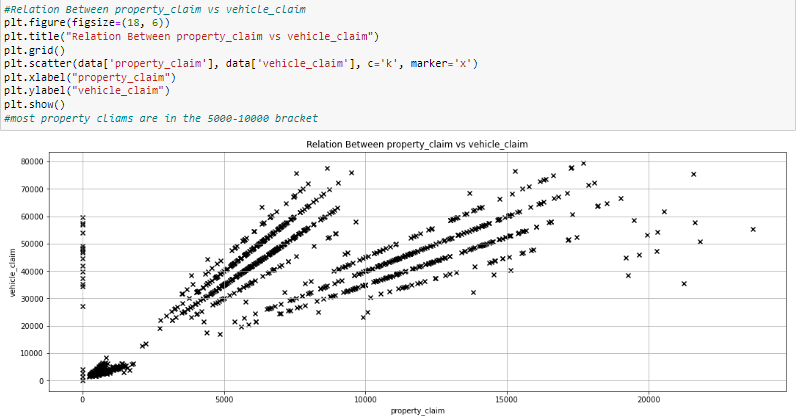 #Relation Between property_claim vs vehicle_claim
plt.figure(figsize=(18, 6))
plt.title("Relation Between property_claim vs vehicle_claim")
plt.grid()
plt.scatter(data['property_claim'], data['vehicle_claim'], c='k', marker='x')
plt.xlabel("property_claim")
plt.ylabel("vehicle_claim")
plt.show()
#most property cliams are in the 5000-10000 bracket
Relation Between property_claim vs vehicle_claim
80000
70000
60000
50000
40000
30000
20000
10000
0
vehicle_claim
0 5000 10000 15000 20000
property_claim